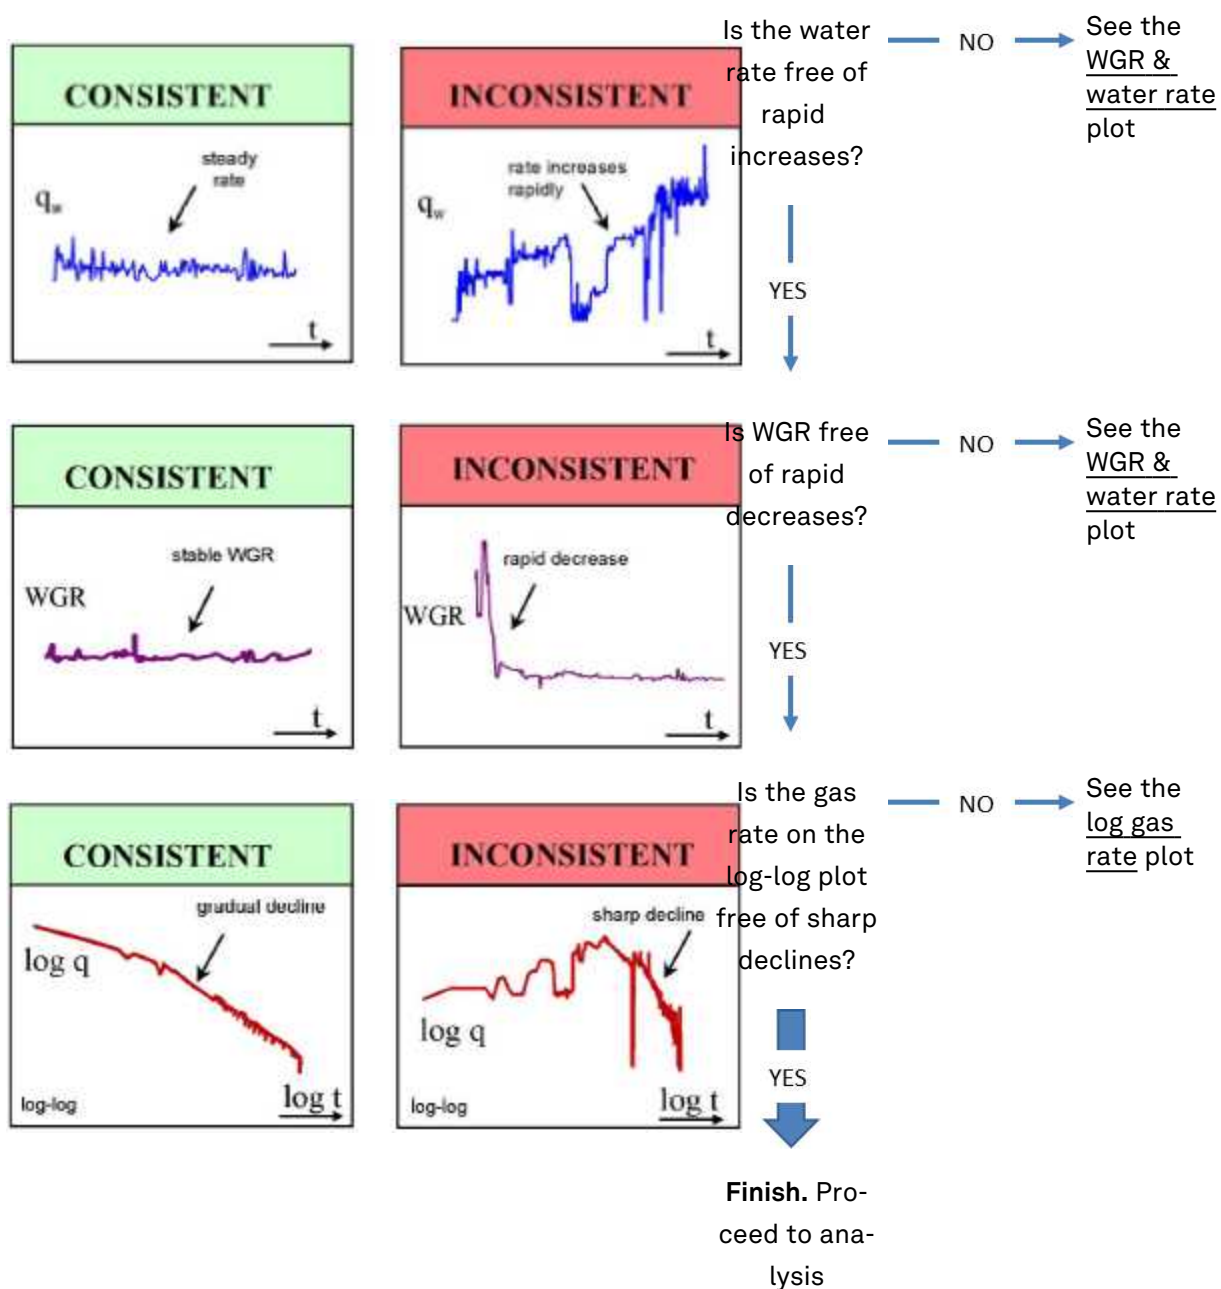 CONSISTENT
steady
rate
qw
t
INCONSISTENT
rate increases
rapidly
qw
t
Is the water
rate free of
rapid
increases?
NO
See the
WGR &
water rate
plot
YES
CONSISTENT
stable WGR
WGR
t
INCONSISTENT
rapid decrease
WGR
t
Is WGR free
of rapid
decreases?
NO
See the
WGR &
water rate
plot
YES
CONSISTENT
gradual decline
log q
log t
log-log
INCONSISTENT
sharp decline
log q
log t
log-log
Is the gas
rate on the
log-log plot
free of sharp
declines?
NO
See the
log gas
rate plot
YES
Finish. Pro-
ceed to ana-
lysis